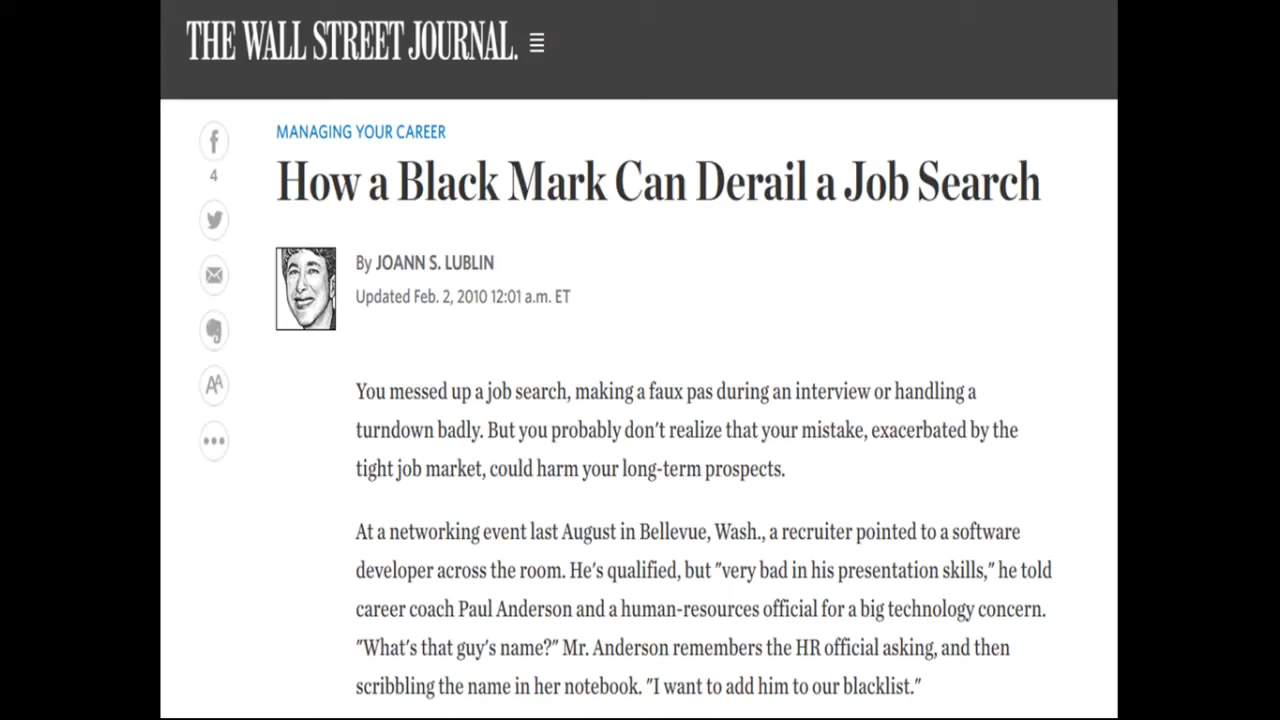 THE WALL STREET JOURNAL.
MANAGING YOUR CAREER
How a Black Mark Can Derail a Job Search
4
By JOANN S. LUBLIN
Updated Feb. 2, 2010 12:01 a.m. ET
AA
You messed up a job search, making a faux pas during an interview or handling a
turndown badly. But you probably don't realize that your mistake, exacerbated by the
tight job market, could harm your long-term prospects.
At a networking event last August in Bellevue, Wash., a recruiter pointed to a software
developer across the room. He's qualified, but "very bad in his presentation skills," he told
career coach Paul Anderson and a human-resources official for a big technology concern.
"What's that guy's name?" Mr. Anderson remembers the HR official asking, and then
scribbling the name in her notebook. "I want to add him to our blacklist."